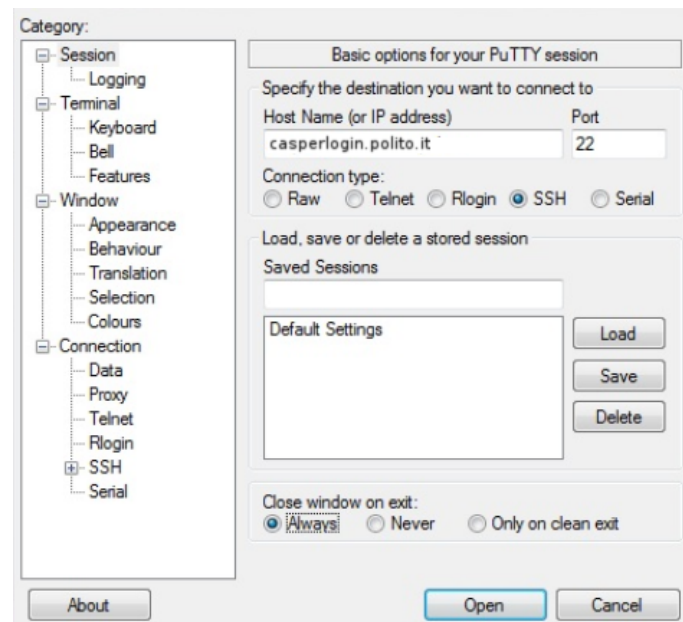 Category:
Session
Logging
Terminal
Keyboard
Bell
Features
Window
Appearance
Behaviour
Translation
Selection
Colours
Connection
Data
Proxy
Telnet
Rlogin
SSH
Serial
Basic options for your PuTTY session
Specify the destination you want to connect to
Host Name (or IP address) Port
casperlogin.polito.it 22
Connection type:
Raw Telnet Rlogin SSH Serial
Load, save or delete a stored session
Saved Sessions
Default Settings
Load
Save
Delete
Close window on exit:
Always Never Only on clean exit
About Open Cancel